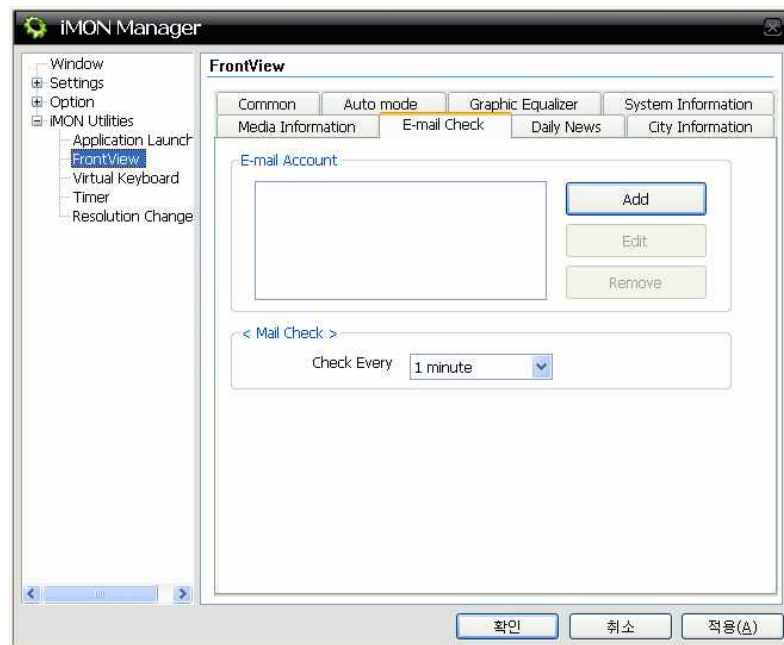 iMON Manager
Window
Settings
Option
iMON Utilities
Application Launch
FrontView
Virtual Keyboard
Timer
Resolution Change
FrontView
Common
Auto mode
Graphic Equalizer
System Information
Media Information
E-mail Check
Daily News
City Information
E-mail Account
Add
Edit
Remove
< Mail Check >
Check Every
1 minute
확인
취소
적용(A)